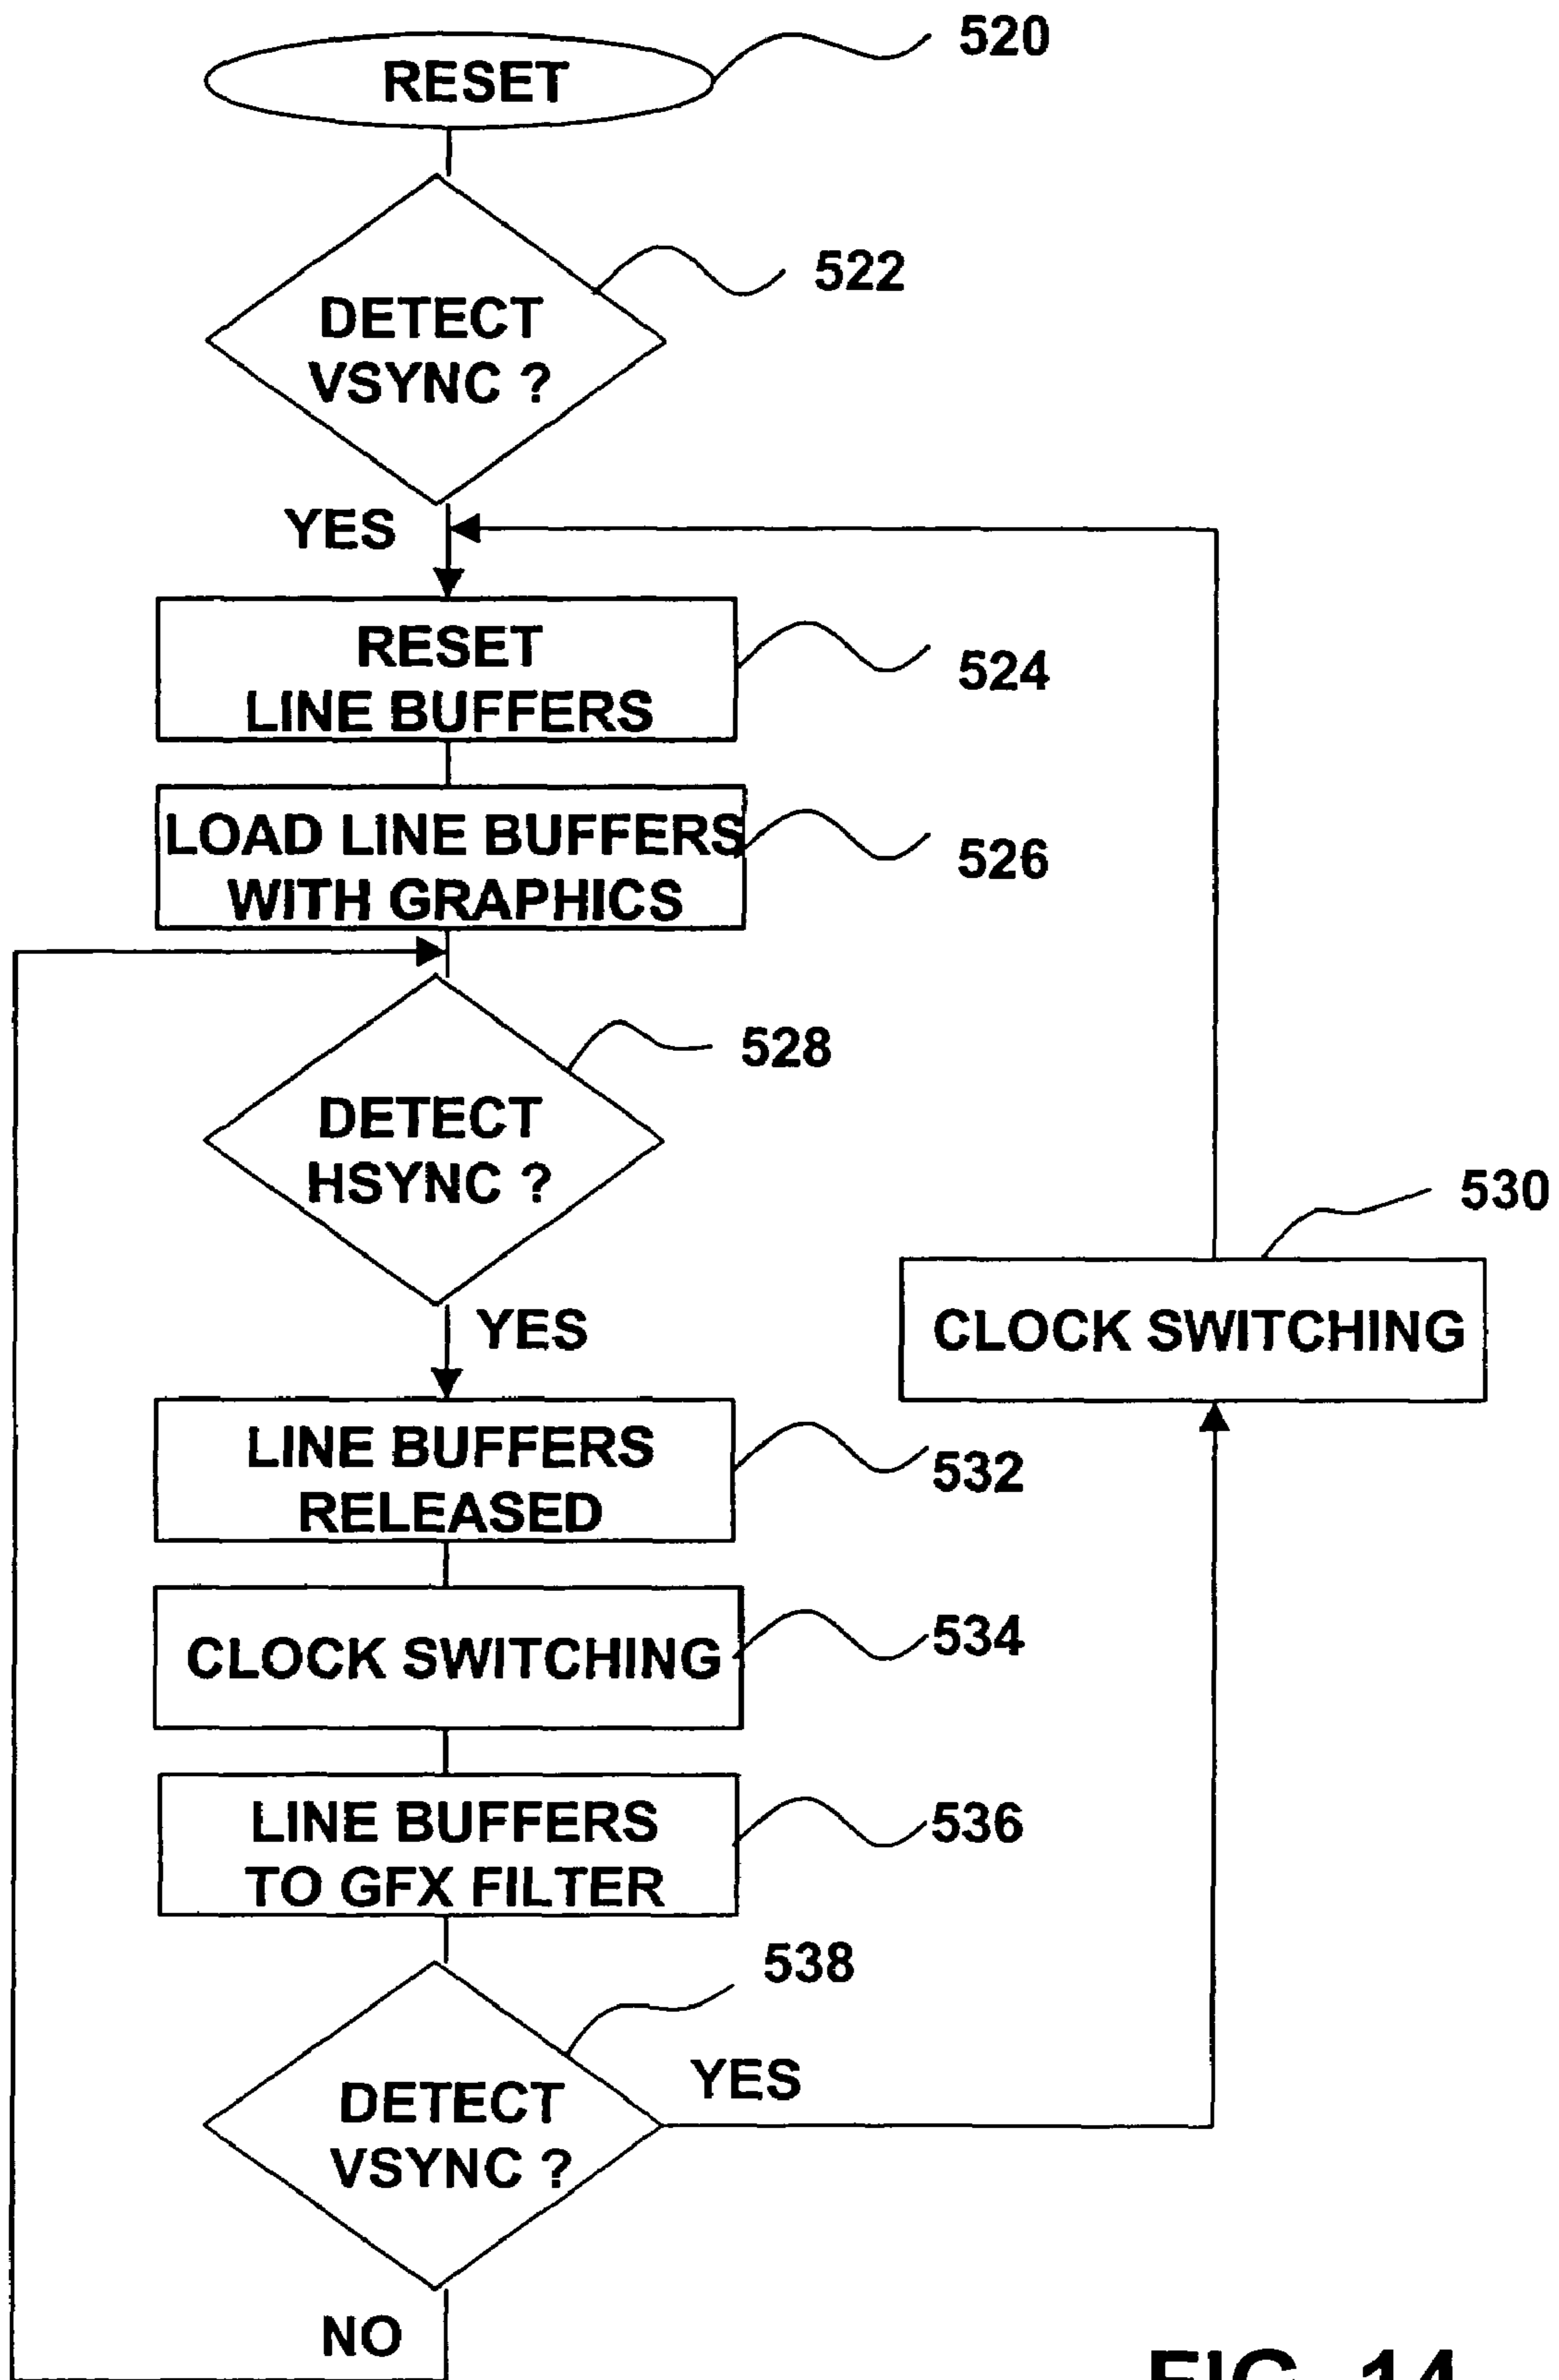 RESET
520
DETECT
VSYNC ?
522
YES
RESET
LINE BUFFERS
524
LOAD LINE BUFFERS
WITH GRAPHICS
526
DETECT
HSYNC ?
528
YES
530
CLOCK SWITCHING
LINE BUFFERS
RELEASED
532
CLOCK SWITCHING
534
LINE BUFFERS
TO GFX FILTER
536
538
DETECT
VSYNC ?
YES
NO
FIG. 14